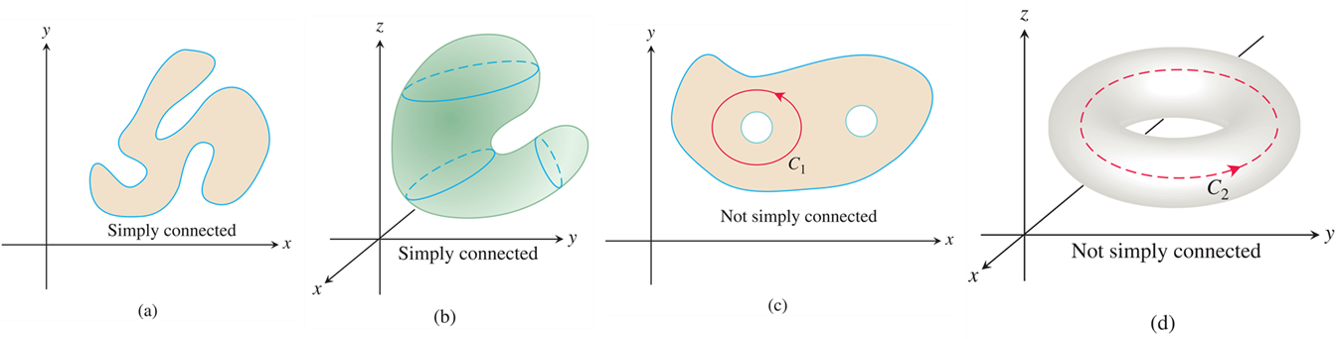 y
Simply connected
x
(a)
z
y
Simply connected
x
(b)
y
C1
Not simply connected
x
(c)
z
C2
y
Not simply connected
x
(d)